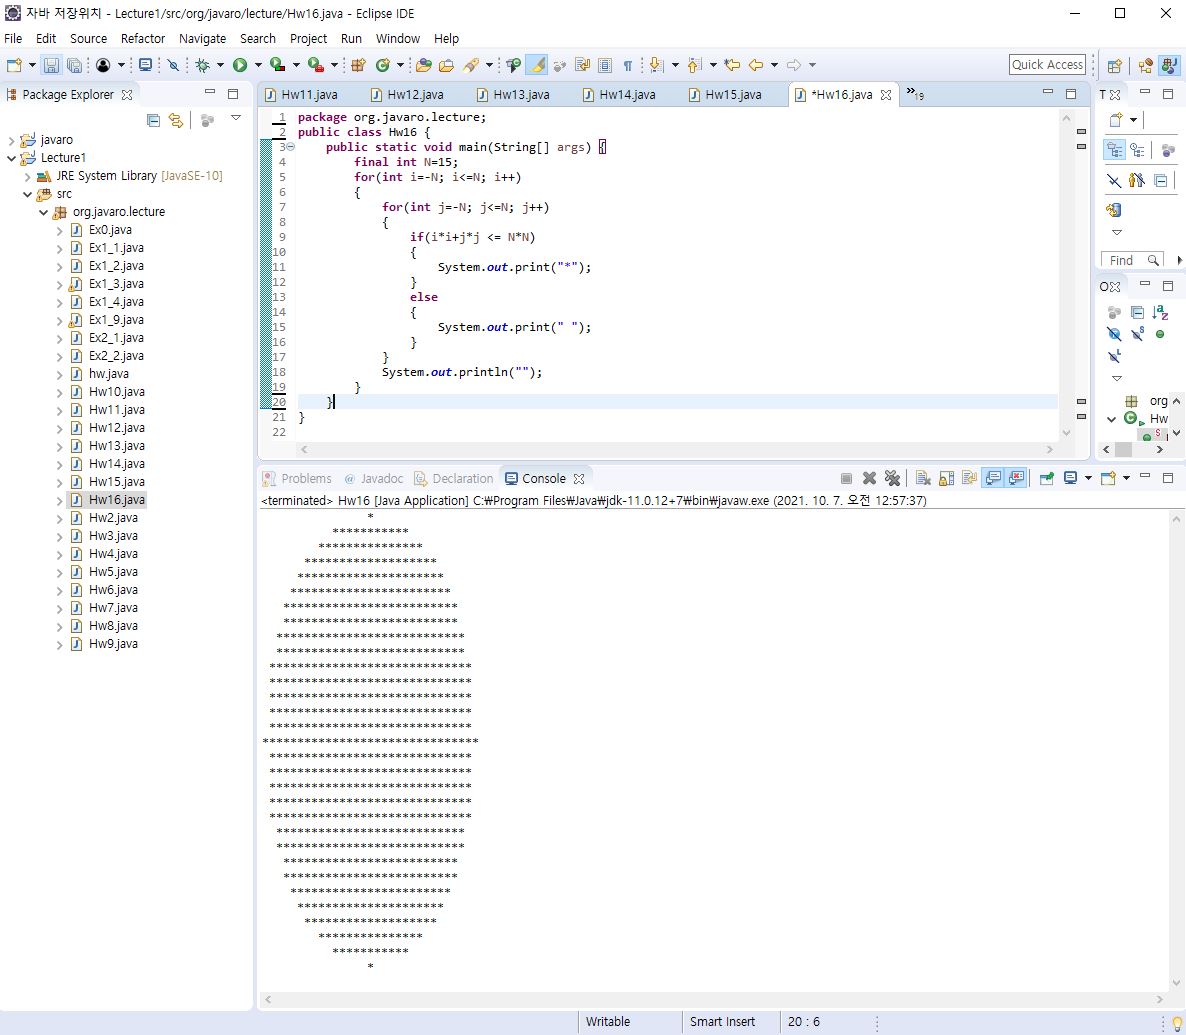 자바 저장위치 - Lecture1/src/org/javaro/lecture/Hw16.java - Eclipse IDE
File Edit Source Refactor Navigate Search Project Run Window Help
Quick Access
Package Explorer
javaro
Lecture1
JRE System Library [JavaSE-10]
src
org.javaro.lecture
Ex0.java
Ex1_1.java
Ex1_2.java
Ex1_3.java
Ex1_4.java
Ex1_9.java
Ex2_1.java
Ex2_2.java
hw.java
Hw10.java
Hw11.java
Hw12.java
Hw13.java
Hw14.java
Hw15.java
Hw16.java
Hw2.java
Hw3.java
Hw4.java
Hw5.java
Hw6.java
Hw7.java
Hw8.java
Hw9.java
Hw11.java Hw12.java Hw13.java Hw14.java Hw15.java *Hw16.java »19
1 package org.javaro.lecture;
2 public class Hw16 {
3     public static void main(String[] args) {
4         final int N=15;
5         for(int i=-N; i<=N; i++)
6         {
7             for(int j=-N; j<=N; j++)
8             {
9                 if(i*i+j*j <= N*N)
10                 {
11                     System.out.print("*");
12                 }
13                 else
14                 {
15                     System.out.print(" ");
16                 }
17             }
18             System.out.println("");
19         }
20     }
21 }
22
T
Find
O
org
Hw
S
Problems @ Javadoc Declaration Console
<terminated> Hw16 [Java Application] C:₩Program Files₩Java₩jdk-11.0.12+7₩bin₩javaw.exe (2021. 10. 7. 오전 12:57:37)
               *
          ***********
        ***************
      *******************
     *********************
    ***********************
   *************************
   *************************
  ***************************
  ***************************
 *****************************
 *****************************
 *****************************
 *****************************
 *****************************
*******************************
 *****************************
 *****************************
 *****************************
 *****************************
 *****************************
  ***************************
  ***************************
   *************************
   *************************
    ***********************
     *********************
      *******************
        ***************
          ***********
               *
Writable Smart Insert 20 : 6